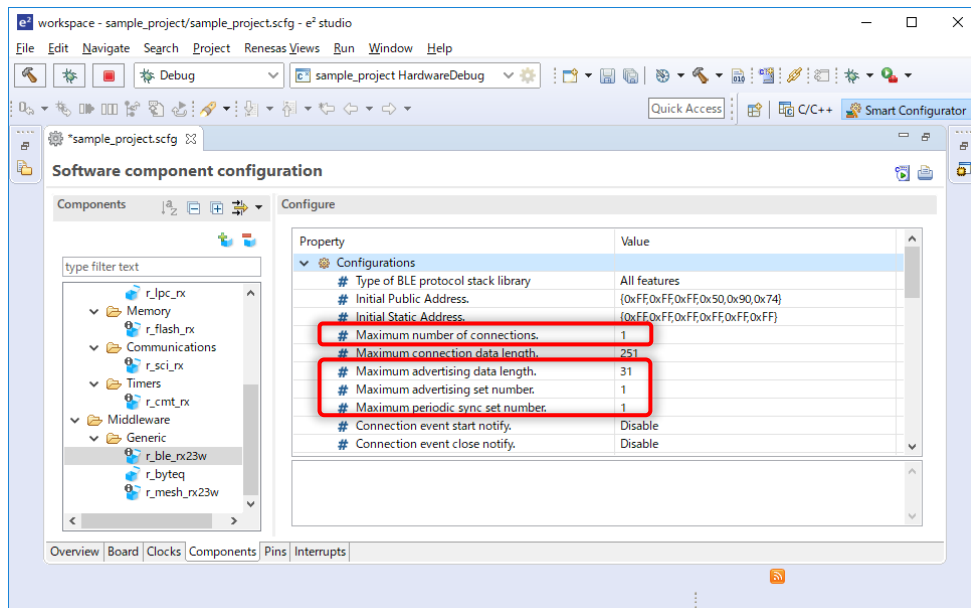 e² workspace - sample_project/sample_project.scfg - e² studio
File Edit Navigate Search Project Renesas Views Run Window Help
Debug sample_project HardwareDebug
Quick Access C/C++ Smart Configurator
*sample_project.scfg
Software component configuration
Components Configure
type filter text
r_lpc_rx
Memory
r_flash_rx
Communications
r_sci_rx
Timers
r_cmt_rx
Middleware
Generic
r_ble_rx23w
r_byteq
r_mesh_rx23w
Property Value
Configurations
# Type of BLE protocol stack library All features
# Initial Public Address. {0xFF,0xFF,0xFF,0x50,0x90,0x74}
# Initial Static Address. {0xFF,0xFF,0xFF,0xFF,0xFF,0xFF}
# Maximum number of connections. 1
# Maximum connection data length. 251
# Maximum advertising data length. 31
# Maximum advertising set number. 1
# Maximum periodic sync set number. 1
# Connection event start notify. Disable
# Connection event close notify. Disable
Overview Board Clocks Components Pins Interrupts